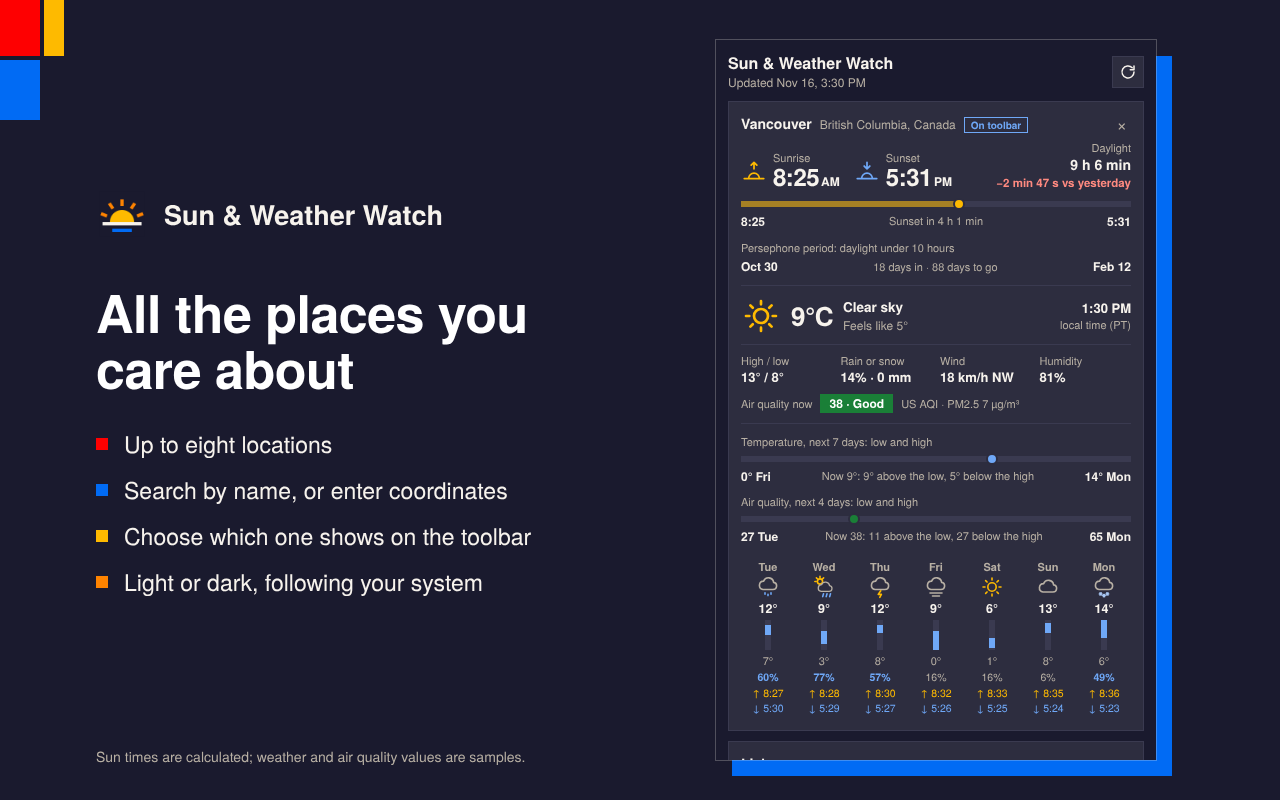 Sun & Weather Watch
All the places you
care about
Up to eight locations
Search by name, or enter coordinates
Choose which one shows on the toolbar
Light or dark, following your system
Sun times are calculated; weather and air quality values are samples.
Sun & Weather Watch
Updated Nov 16, 3:30 PM
Vancouver British Columbia, Canada On toolbar ×
Sunrise Sunset Daylight
8:25 AM 5:31 PM 9 h 6 min
−2 min 47 s vs yesterday
8:25 Sunset in 4 h 1 min 5:31
Persephone period: daylight under 10 hours
Oct 30 18 days in · 88 days to go Feb 12
9°C Clear sky 1:30 PM
Feels like 5° local time (PT)
High / low Rain or snow Wind Humidity
13° / 8° 14% · 0 mm 18 km/h NW 81%
Air quality now 38 · Good US AQI · PM2.5 7 µg/m³
Temperature, next 7 days: low and high
0° Fri Now 9°: 9° above the low, 5° below the high 14° Mon
Air quality, next 4 days: low and high
27 Tue Now 38: 11 above the low, 27 below the high 65 Mon
Tue Wed Thu Fri Sat Sun Mon
12° 9° 12° 9° 6° 13° 14°
7° 3° 8° 0° 1° 8° 6°
60% 77% 57% 16% 16% 6% 49%
↑ 8:27 ↑ 8:28 ↑ 8:30 ↑ 8:32 ↑ 8:33 ↑ 8:35 ↑ 8:36
↓ 5:30 ↓ 5:29 ↓ 5:27 ↓ 5:26 ↓ 5:25 ↓ 5:24 ↓ 5:23